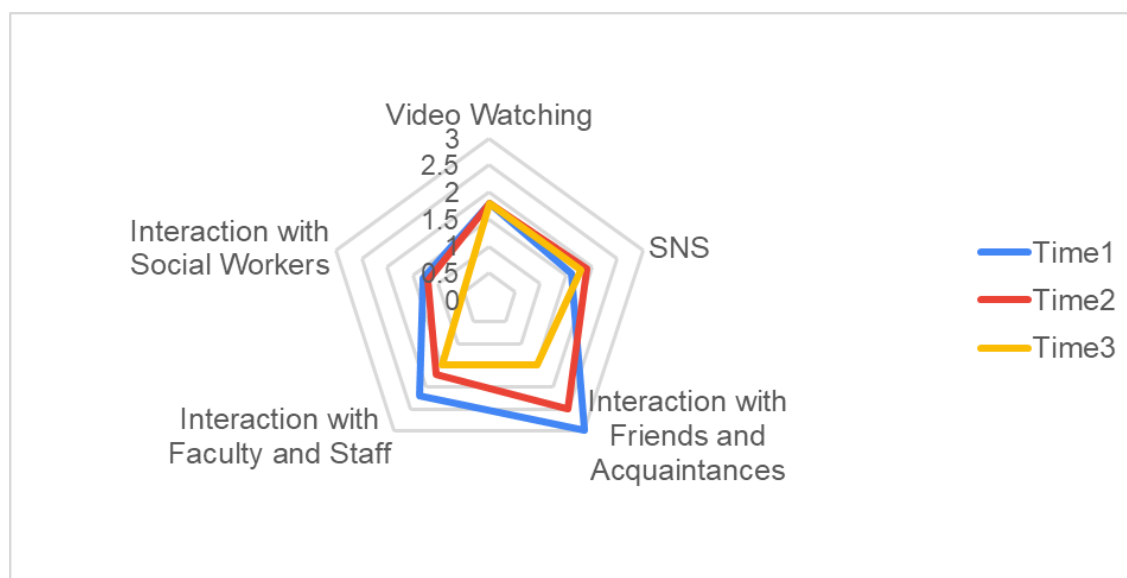 Video Watching
3
2.5
2
1.5
1
0.5
0
SNS
Interaction with
Friends and
Acquaintances
Interaction with
Faculty and Staff
Interaction with
Social Workers
Time1
Time2
Time3